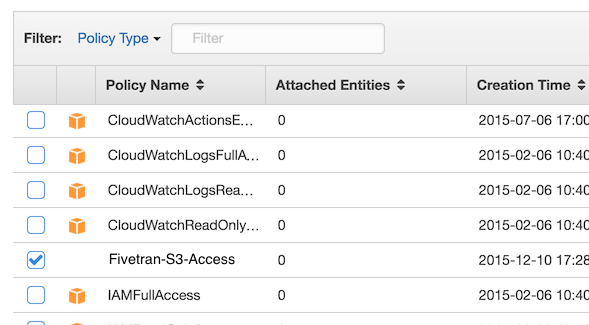 Filter: Policy Type Filter
Policy Name Attached Entities Creation Time
CloudWatchActionsE... 0 2015-07-06 17:00
CloudWatchLogsFullA... 0 2015-02-06 10:40
CloudWatchLogsRea... 0 2015-02-06 10:40
CloudWatchReadOnly... 0 2015-02-06 10:40
Fivetran-S3-Access 0 2015-12-10 17:28
IAMFullAccess 0 2015-02-06 10:40